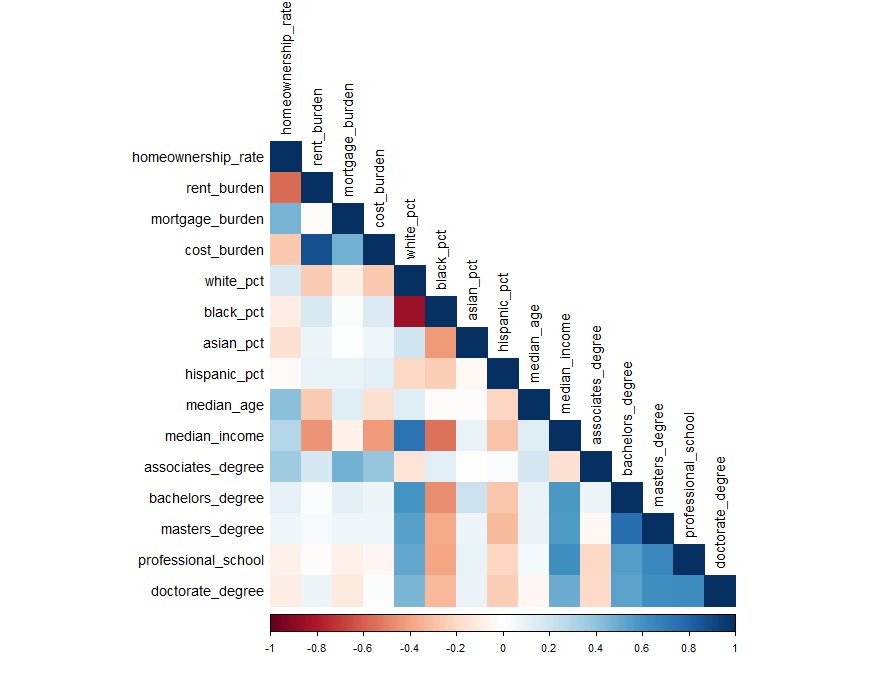 homeownership_rate
rent_burden
mortgage_burden
cost_burden
white_pct
black_pct
asian_pct
hispanic_pct
median_age
median_income
associates_degree
bachelors_degree
masters_degree
professional_school
doctorate_degree
homeownership_rate
rent_burden
mortgage_burden
cost_burden
white_pct
black_pct
asian_pct
hispanic_pct
median_age
median_income
associates_degree
bachelors_degree
masters_degree
professional_school
doctorate_degree
-1 -0.8 -0.6 -0.4 -0.2 0 0.2 0.4 0.6 0.8 1